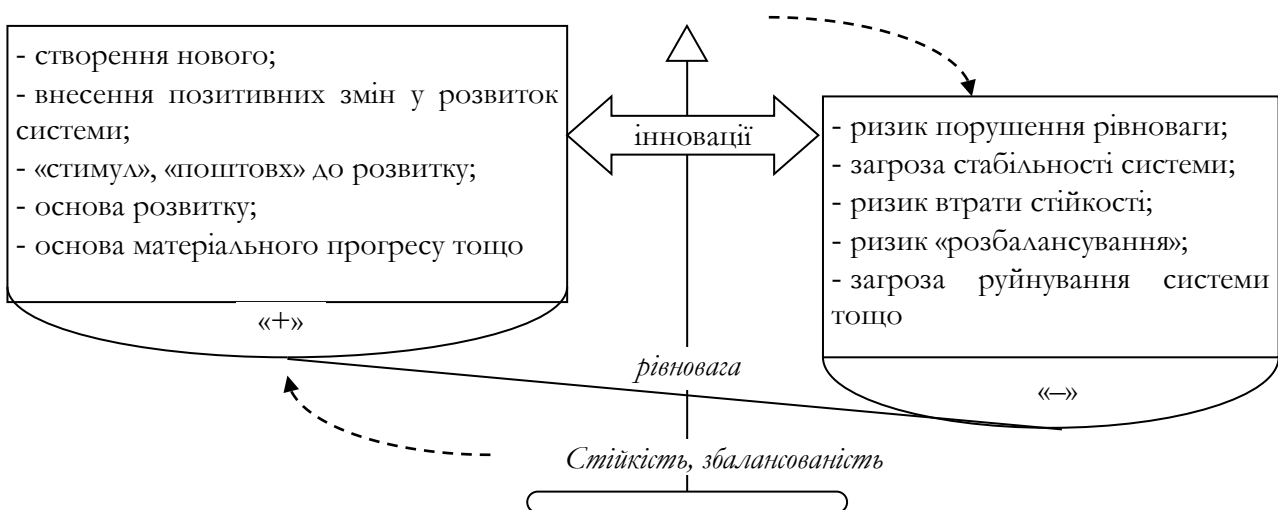 - створення нового;
- внесення позитивних змін у розвиток
системи;
- «стимул», «поштовх» до розвитку;
- основа розвитку;
- основа матеріального прогресу тощо
«+»
інновації
- ризик порушення рівноваги;
- загроза стабільності системи;
- ризик втрати стійкості;
- ризик «розбалансування»;
- загроза руйнування системи
тощо
«–»
рівновага
Стійкість, збалансованість